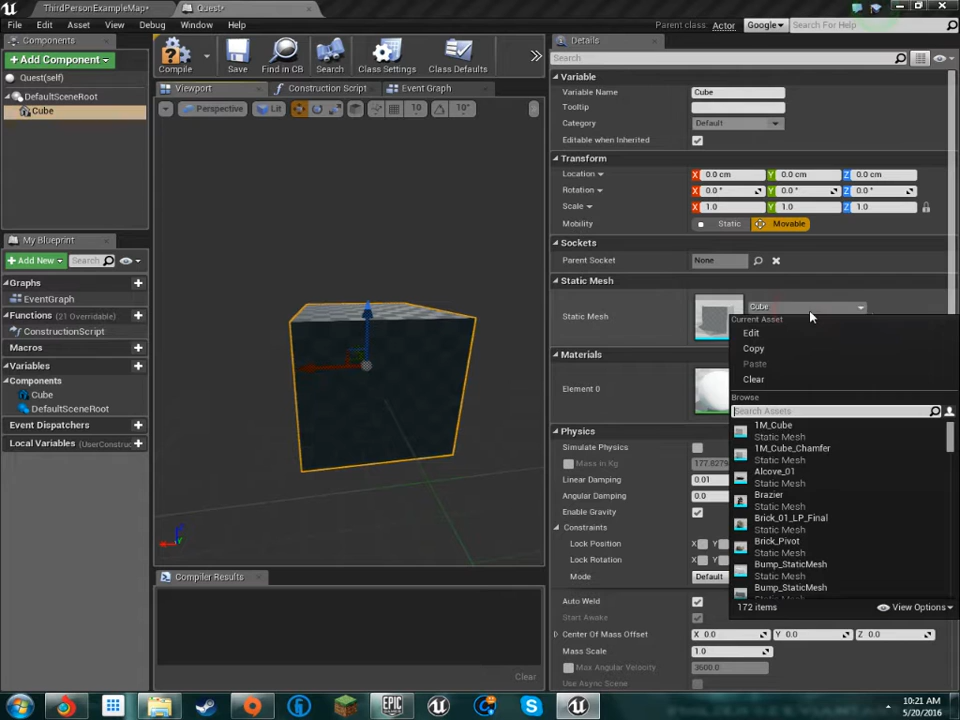 ThirdPersonExampleMap*
Quest*
File Edit Asset View Debug Window Help
Parent class: Actor
Google
Search For Help
Components
Details
+ Add Component
Compile
Save
Find in CB
Search
Class Settings
Class Defaults
Search
Quest(self)
DefaultSceneRoot
Cube
Viewport
Construction Script
Event Graph
Perspective
Lit
10
10°
Variable
Variable Name Cube
Tooltip
Category Default
Editable when Inherited
Transform
Location X 0.0 cm Y 0.0 cm Z 0.0 cm
Rotation X 0.0 ° Y 0.0 ° Z 0.0 °
Scale X 1.0 Y 1.0 Z 1.0
Mobility Static Movable
Sockets
Parent Socket None
Static Mesh
Static Mesh Cube
Current Asset
Edit
Copy
Paste
Clear
Browse
Search Assets
1M_Cube
Static Mesh
1M_Cube_Chamfer
Static Mesh
Alcove_01
Static Mesh
Brazier
Static Mesh
Brick_01_LP_Final
Static Mesh
Brick_Pivot
Static Mesh
Bump_StaticMesh
Static Mesh
Bump_StaticMesh
Static Mesh
172 items
View Options
Materials
Element 0
Physics
Simulate Physics
Mass in Kg 177.8279
Linear Damping 0.01
Angular Damping 0.0
Enable Gravity
Constraints
Lock Position X Y
Lock Rotation X Y
Mode Default
Auto Weld
Start Awake
Center Of Mass Offset X 0.0 Y 0.0 Z 0.0
Mass Scale 1.0
Max Angular Velocity 3600.0
Use Async Scene
My Blueprint
+ Add New
Search
Graphs
EventGraph
Functions (21 Overridable)
ConstructionScript
Macros
Variables
Components
Cube
DefaultSceneRoot
Event Dispatchers
Local Variables (UserConstruc
Compiler Results
Clear
EPIC
10:21 AM
5/20/2016